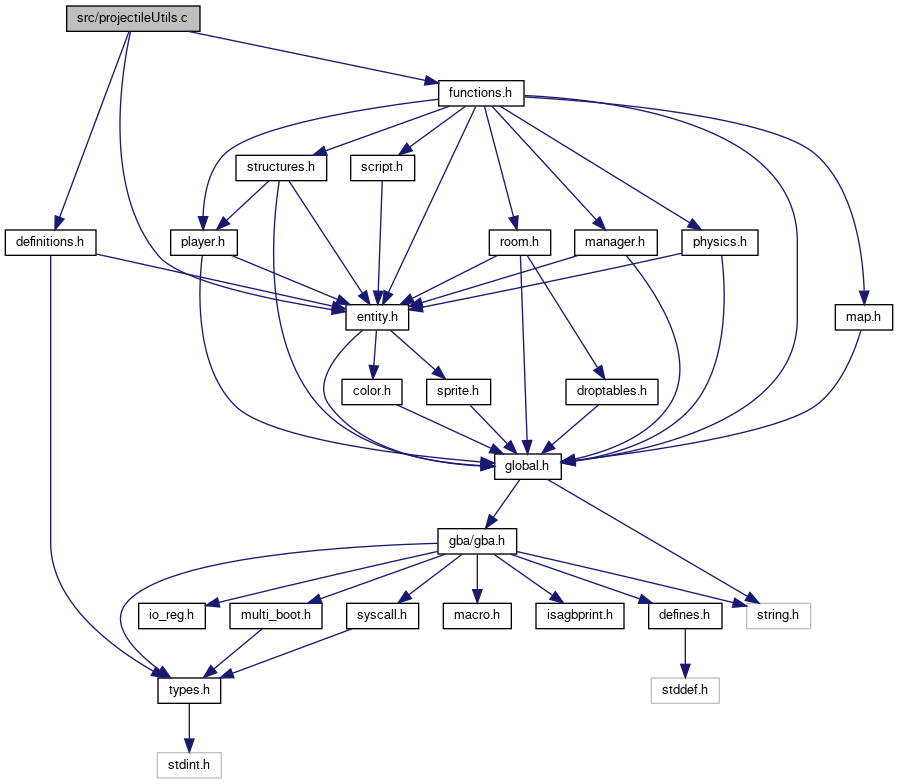 src/projectileUtils.c
functions.h
structures.h
script.h
definitions.h
player.h
room.h
manager.h
physics.h
entity.h
map.h
color.h
sprite.h
droptables.h
global.h
gba/gba.h
io_reg.h
multi_boot.h
syscall.h
macro.h
isagbprint.h
defines.h
string.h
types.h
stddef.h
stdint.h